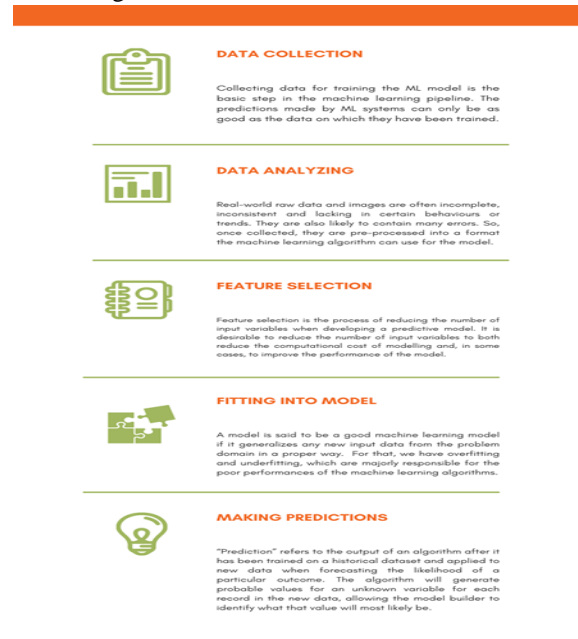 DATA COLLECTION
Collecting data for training the ML model is the
basic step in the machine learning pipeline. The
predictions made by ML systems can only be as
good as the data on which they have been trained.
DATA ANALYZING
Real-world raw data and images are often incomplete,
inconsistent and lacking in certain behaviours or
trends. They are also likely to contain many errors. So,
once collected, they are pre-processed into a format
the machine learning algorithm can use for the model.
FEATURE SELECTION
Feature selection is the process of reducing the number of
input variables when developing a predictive model. It is
desirable to reduce the number of input variables to both
reduce the computational cost of modelling and, in some
cases, to improve the performance of the model.
FITTING INTO MODEL
A model is said to be a good machine learning model
if it generalizes any new input data from the problem
domain in a proper way. For that, we have overfitting
and underfitting, which are majorly responsible for the
poor performances of the machine learning algorithms.
MAKING PREDICTIONS
"Prediction" refers to the output of an algorithm after it
has been trained on a historical dataset and applied to
new data when forecasting the likelihood of a
particular outcome. The algorithm will generate
probable values for an unknown variable for each
record in the new data, allowing the model builder to
identify what that value will most likely be.